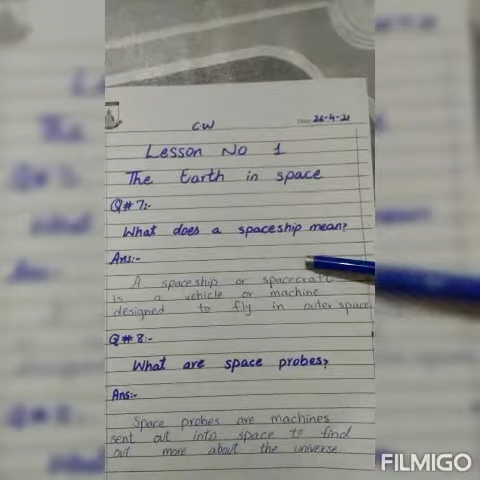 CW
Date: 26-4-21
Lesson No 1
The Earth in space
Q#7:-
What does a spaceship mean?
Ans:-
A spaceship or spacecraft
is a vehicle or machine
designed to fly in outer space.
Q#8:-
What are space probes?
Ans:-
Space probes are machines
sent out into space to find
out more about the universe
FILMIGO